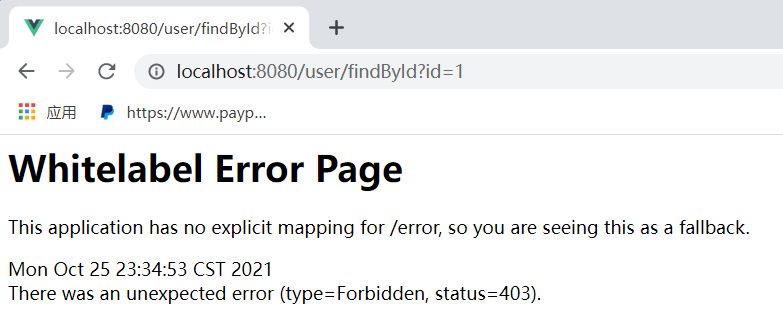 localhost:8080/user/findById?i
localhost:8080/user/findById?id=1
应用 https://www.payp...
Whitelabel Error Page
This application has no explicit mapping for /error, so you are seeing this as a fallback.
Mon Oct 25 23:34:53 CST 2021
There was an unexpected error (type=Forbidden, status=403).